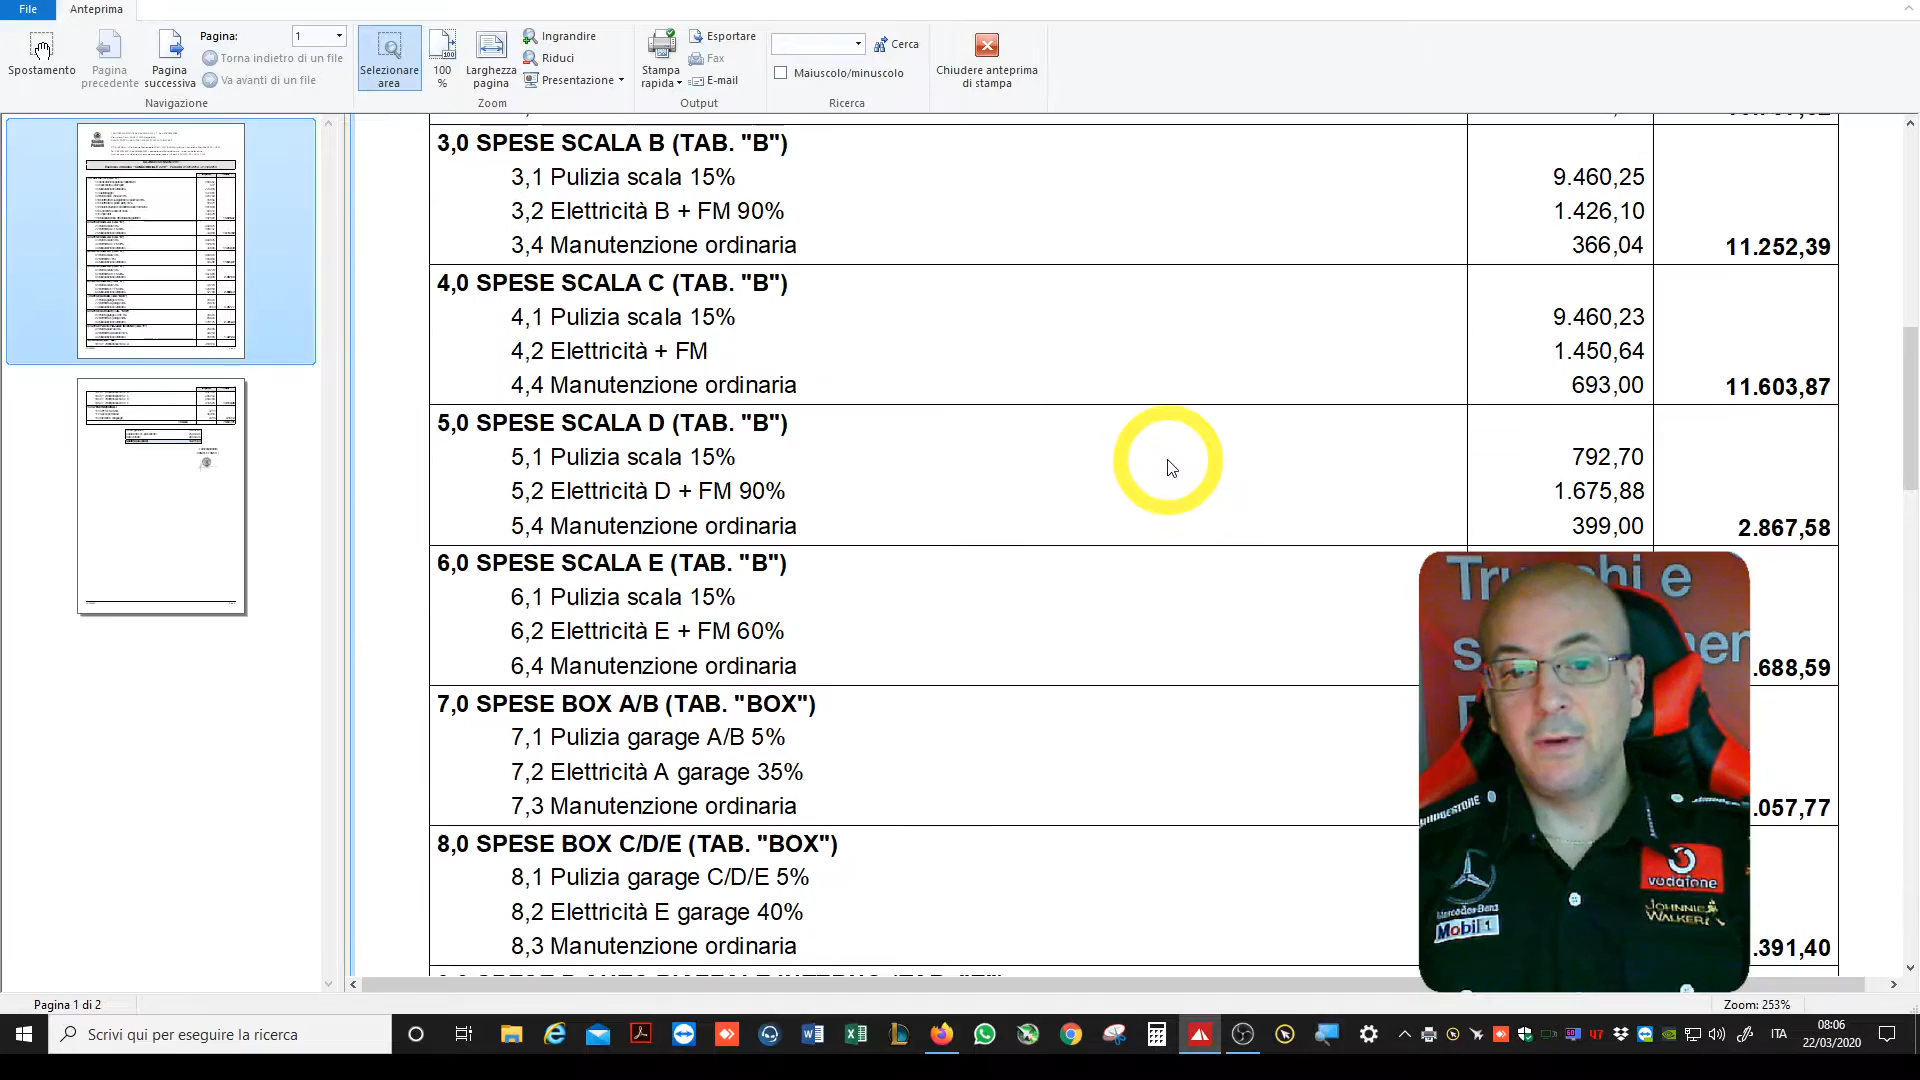 File Anteprima
Pagina: 1
Torna indietro di un file
Va avanti di un file
Spostamento
Pagina precedente
Pagina successiva
Navigazione
Selezionare area
100 %
Larghezza pagina
Ingrandire
Riduci
Presentazione
Zoom
Stampa rapida
Esportare
Fax
E-mail
Output
Cerca
Maiuscolo/minuscolo
Ricerca
Chiudere anteprima di stampa
3,0 SPESE SCALA B (TAB. "B")
3,1 Pulizia scala 15% 9.460,25
3,2 Elettricità B + FM 90% 1.426,10
3,4 Manutenzione ordinaria 366,04 11.252,39
4,0 SPESE SCALA C (TAB. "B")
4,1 Pulizia scala 15% 9.460,23
4,2 Elettricità + FM 1.450,64
4,4 Manutenzione ordinaria 693,00 11.603,87
5,0 SPESE SCALA D (TAB. "B")
5,1 Pulizia scala 15% 792,70
5,2 Elettricità D + FM 90% 1.675,88
5,4 Manutenzione ordinaria 399,00 2.867,58
6,0 SPESE SCALA E (TAB. "B")
6,1 Pulizia scala 15%
6,2 Elettricità E + FM 60%
6,4 Manutenzione ordinaria .688,59
7,0 SPESE BOX A/B (TAB. "BOX")
7,1 Pulizia garage A/B 5%
7,2 Elettricità A garage 35%
7,3 Manutenzione ordinaria .057,77
8,0 SPESE BOX C/D/E (TAB. "BOX")
8,1 Pulizia garage C/D/E 5%
8,2 Elettricità E garage 40%
8,3 Manutenzione ordinaria .391,40
BRIDGESTONE
Mercedes-Benz
Mobil 1
vodafone
JOHNNIE WALKER
Pagina 1 di 2
Zoom: 253%
Scrivi qui per eseguire la ricerca
ITA
08:06
22/03/2020